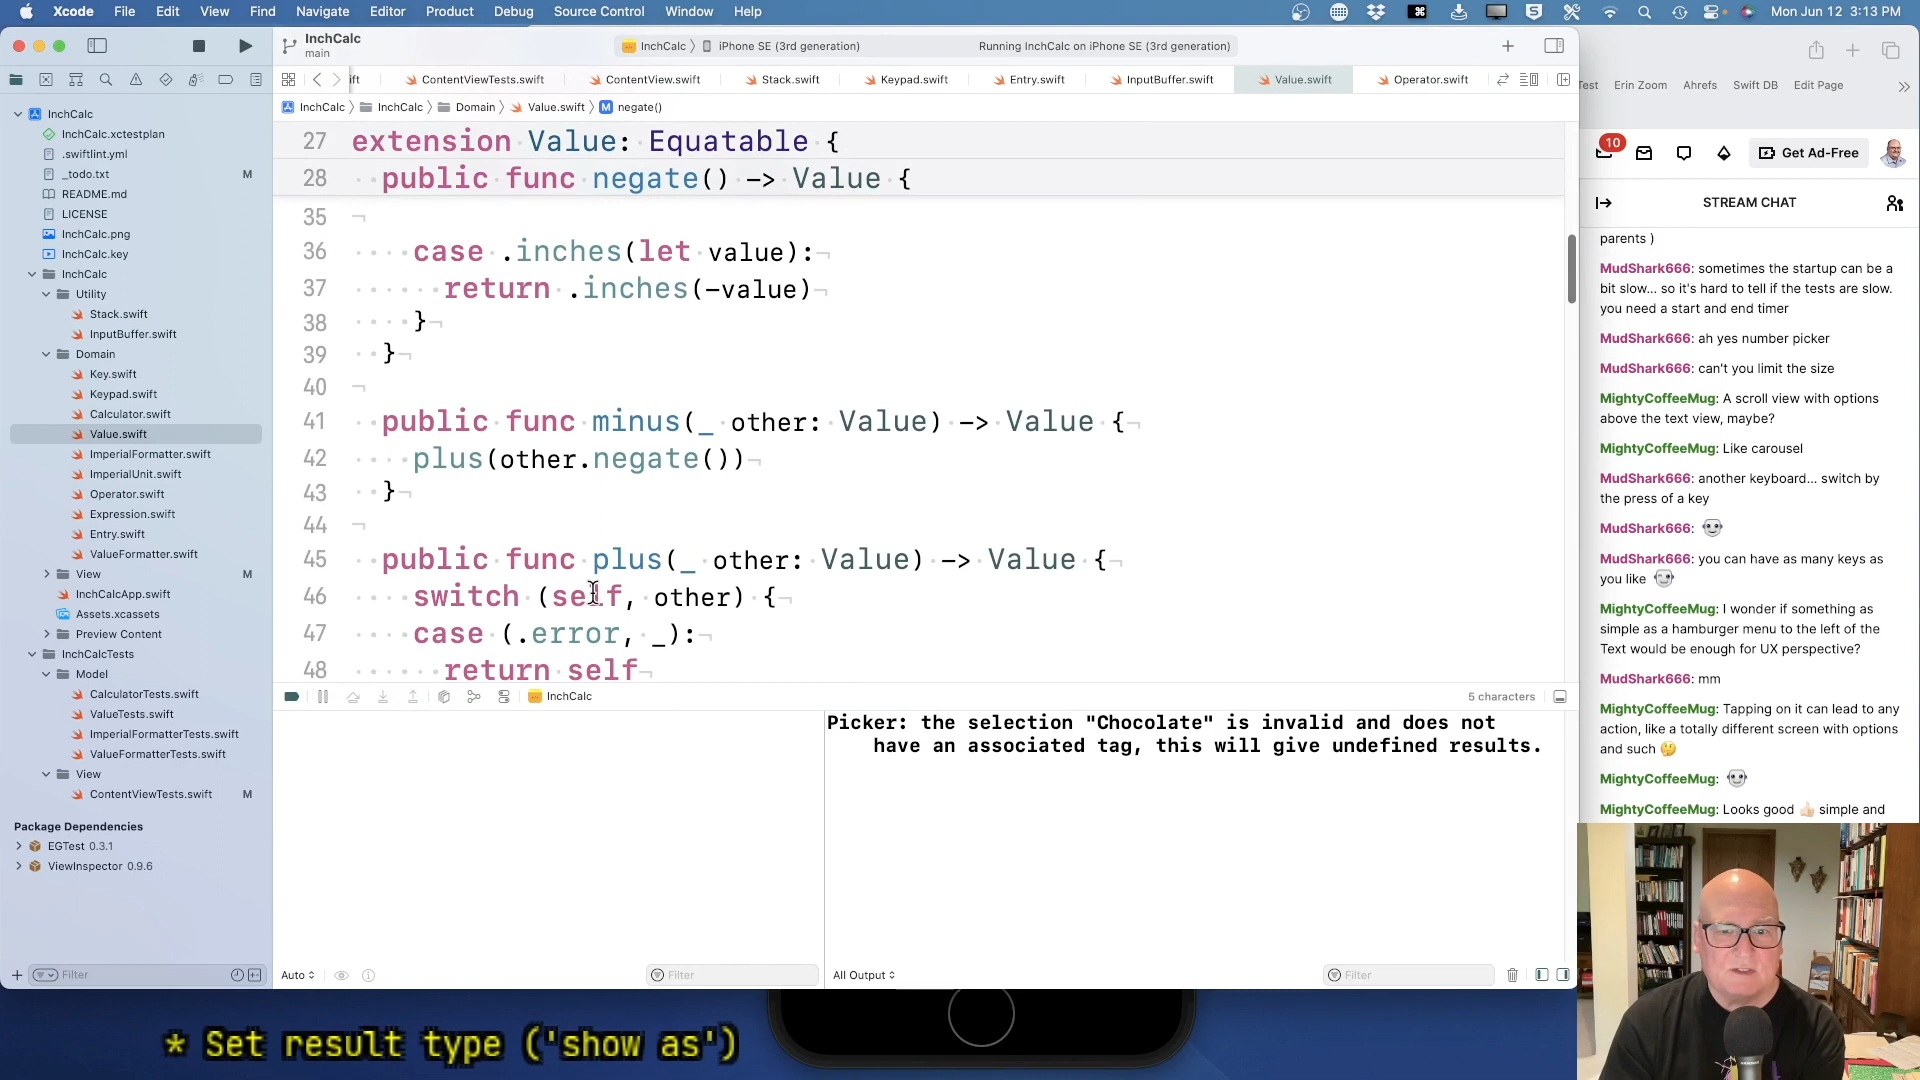 Xcode File Edit View Find Navigate Editor Product Debug Source Control Window Help
Mon Jun 12 3:13 PM
InchCalc
main
InchCalc
iPhone SE (3rd generation)
Running InchCalc on iPhone SE (3rd generation)
ift
ContentViewTests.swift
ContentView.swift
Stack.swift
Keypad.swift
Entry.swift
InputBuffer.swift
Value.swift
Operator.swift
InchCalc
InchCalc
Domain
Value.swift
M negate()
InchCalc
InchCalc.xctestplan
.swiftlint.yml
_todo.txt M
README.md
LICENSE
InchCalc.png
InchCalc.key
InchCalc
Utility
Stack.swift
InputBuffer.swift
Domain
Key.swift
Keypad.swift
Calculator.swift
Value.swift
ImperialFormatter.swift
ImperialUnit.swift
Operator.swift
Expression.swift
Entry.swift
ValueFormatter.swift
View M
InchCalcApp.swift
Assets.xcassets
Preview Content
InchCalcTests
Model
CalculatorTests.swift
ValueTests.swift
ImperialFormatterTests.swift
ValueFormatterTests.swift
View
ContentViewTests.swift M
Package Dependencies
EGTest 0.3.1
ViewInspector 0.9.6
Filter
27 extension Value: Equatable {
28 public func negate() -> Value {
35
36 case .inches(let value):
37 return .inches(-value)
38 }
39 }
40
41 public func minus(_ other: Value) -> Value {
42 plus(other.negate())
43 }
44
45 public func plus(_ other: Value) -> Value {
46 switch (self, other) {
47 case (.error, _):
48 return self
InchCalc
5 characters
Picker: the selection "Chocolate" is invalid and does not
have an associated tag, this will give undefined results.
Auto
Filter
All Output
Filter
Test Erin Zoom Ahrefs Swift DB Edit Page
10
Get Ad-Free
STREAM CHAT
parents )
MudShark666: sometimes the startup can be a
bit slow... so it's hard to tell if the tests are slow.
you need a start and end timer
MudShark666: ah yes number picker
MudShark666: can't you limit the size
MightyCoffeeMug: A scroll view with options
above the text view, maybe?
MightyCoffeeMug: Like carousel
MudShark666: another keyboard... switch by
the press of a key
MudShark666:
MudShark666: you can have as many keys as
you like
MightyCoffeeMug: I wonder if something as
simple as a hamburger menu to the left of the
Text would be enough for UX perspective?
MudShark666: mm
MightyCoffeeMug: Tapping on it can lead to any
action, like a totally different screen with options
and such 🤔
MightyCoffeeMug:
MightyCoffeeMug: Looks good 👍🏻 simple and
* Set result type ('show as')